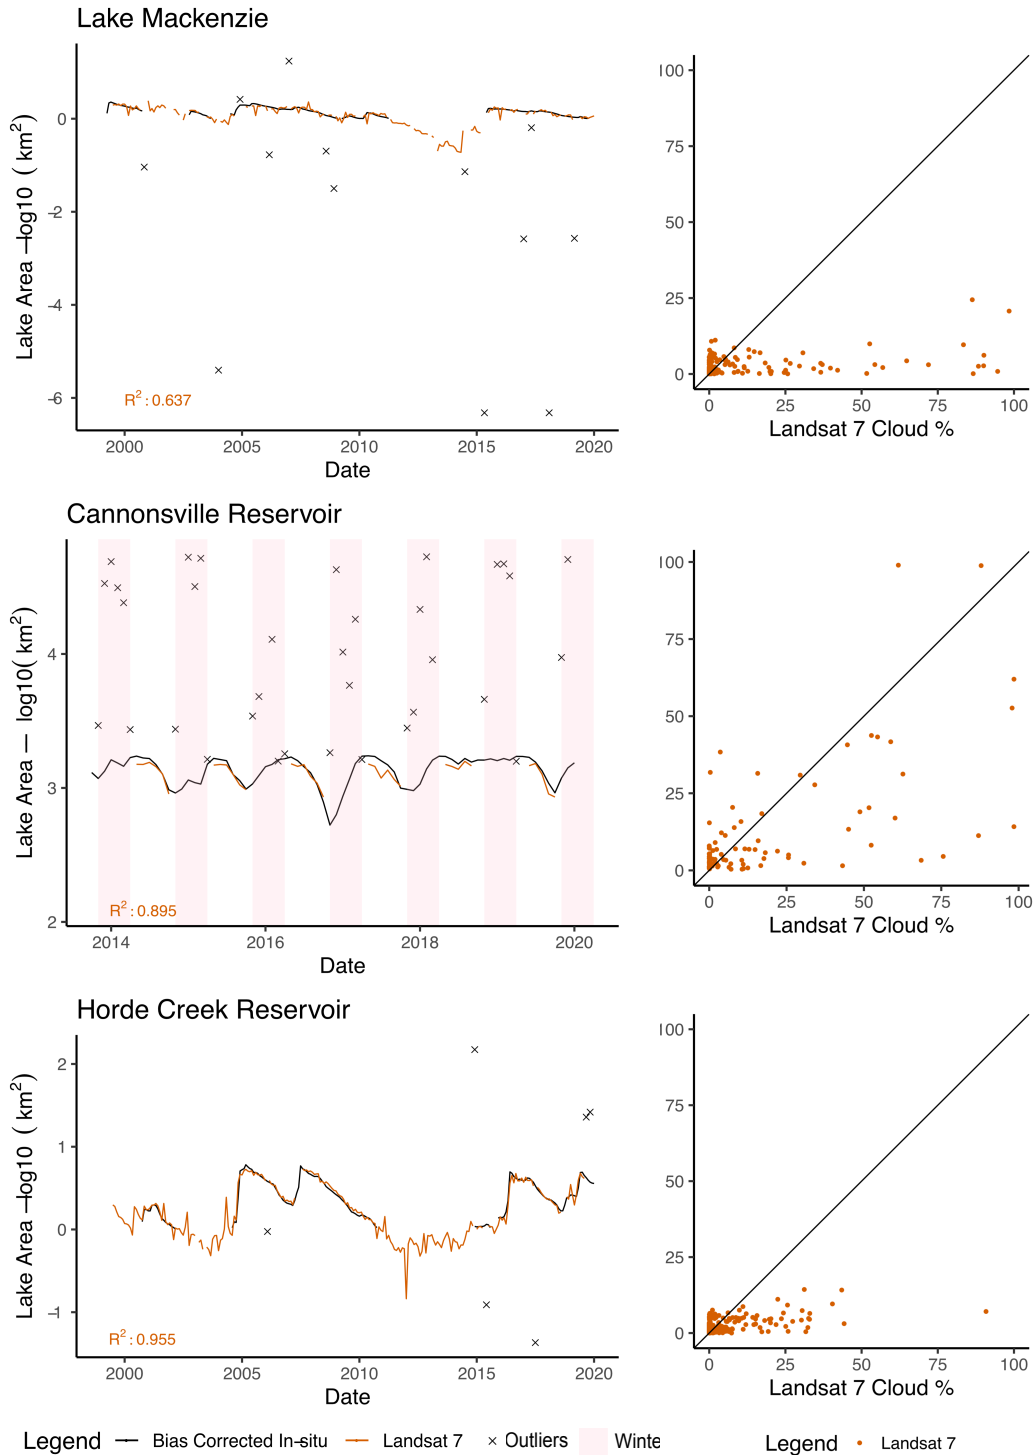 Lake Mackenzie
Lake Area –log10 ( km2)
0
–2
–4
–6
R2 : 0.637
2000 2005 2010 2015 2020
Date
100
75
50
25
0
0 25 50 75 100
Landsat 7 Cloud %
Cannonsville Reservoir
Lake Area – log10( km2)
4
3
2
R2 : 0.895
2014 2016 2018 2020
Date
100
75
50
25
0
0 25 50 75 100
Landsat 7 Cloud %
Horde Creek Reservoir
Lake Area –log10 ( km2)
2
1
0
–1
R2 : 0.955
2000 2005 2010 2015 2020
Date
100
75
50
25
0
0 25 50 75 100
Landsat 7 Cloud %
Legend Bias Corrected In–situ Landsat 7 Outliers Winte
Legend Landsat 7